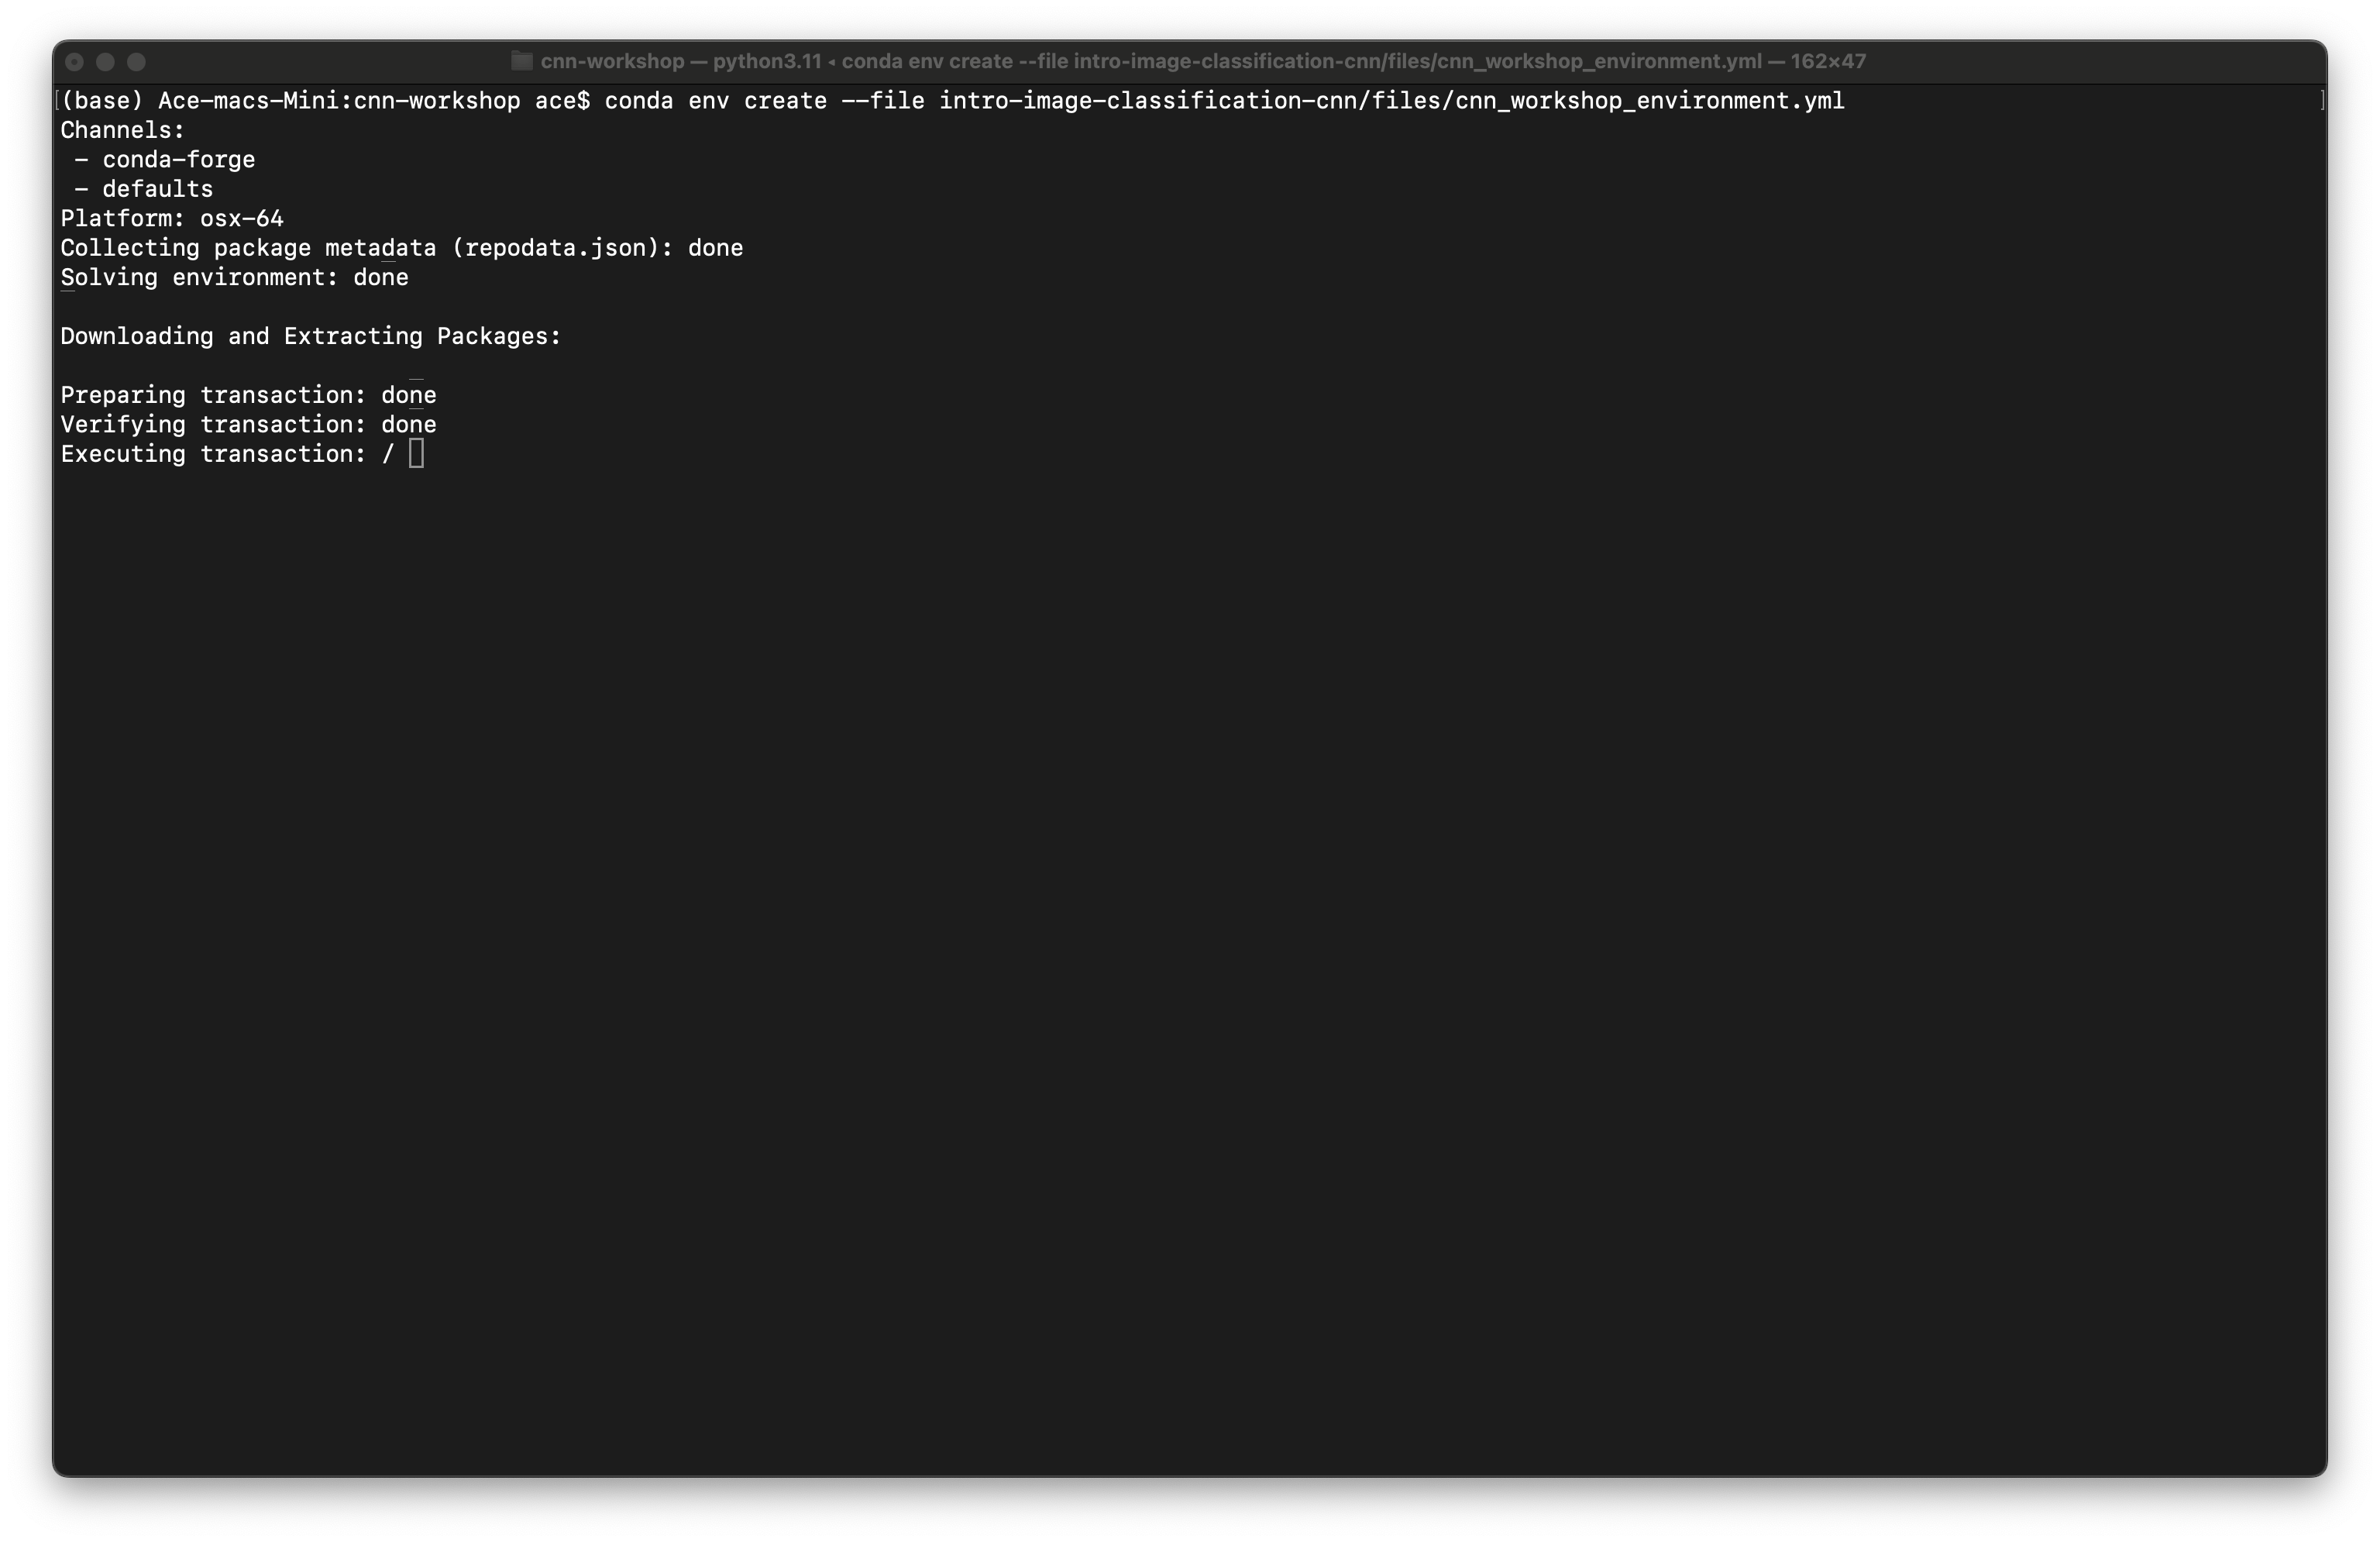 cnn-workshop — python3.11 ◂ conda env create --file intro-image-classification-cnn/files/cnn_workshop_environment.yml — 162×47
[(base) Ace-macs-Mini:cnn-workshop ace$ conda env create --file intro-image-classification-cnn/files/cnn_workshop_environment.yml ]
Channels:
 - conda-forge
 - defaults
Platform: osx-64
Collecting package metadata (repodata.json): done
Solving environment: done
Downloading and Extracting Packages:
Preparing transaction: done
Verifying transaction: done
Executing transaction: /